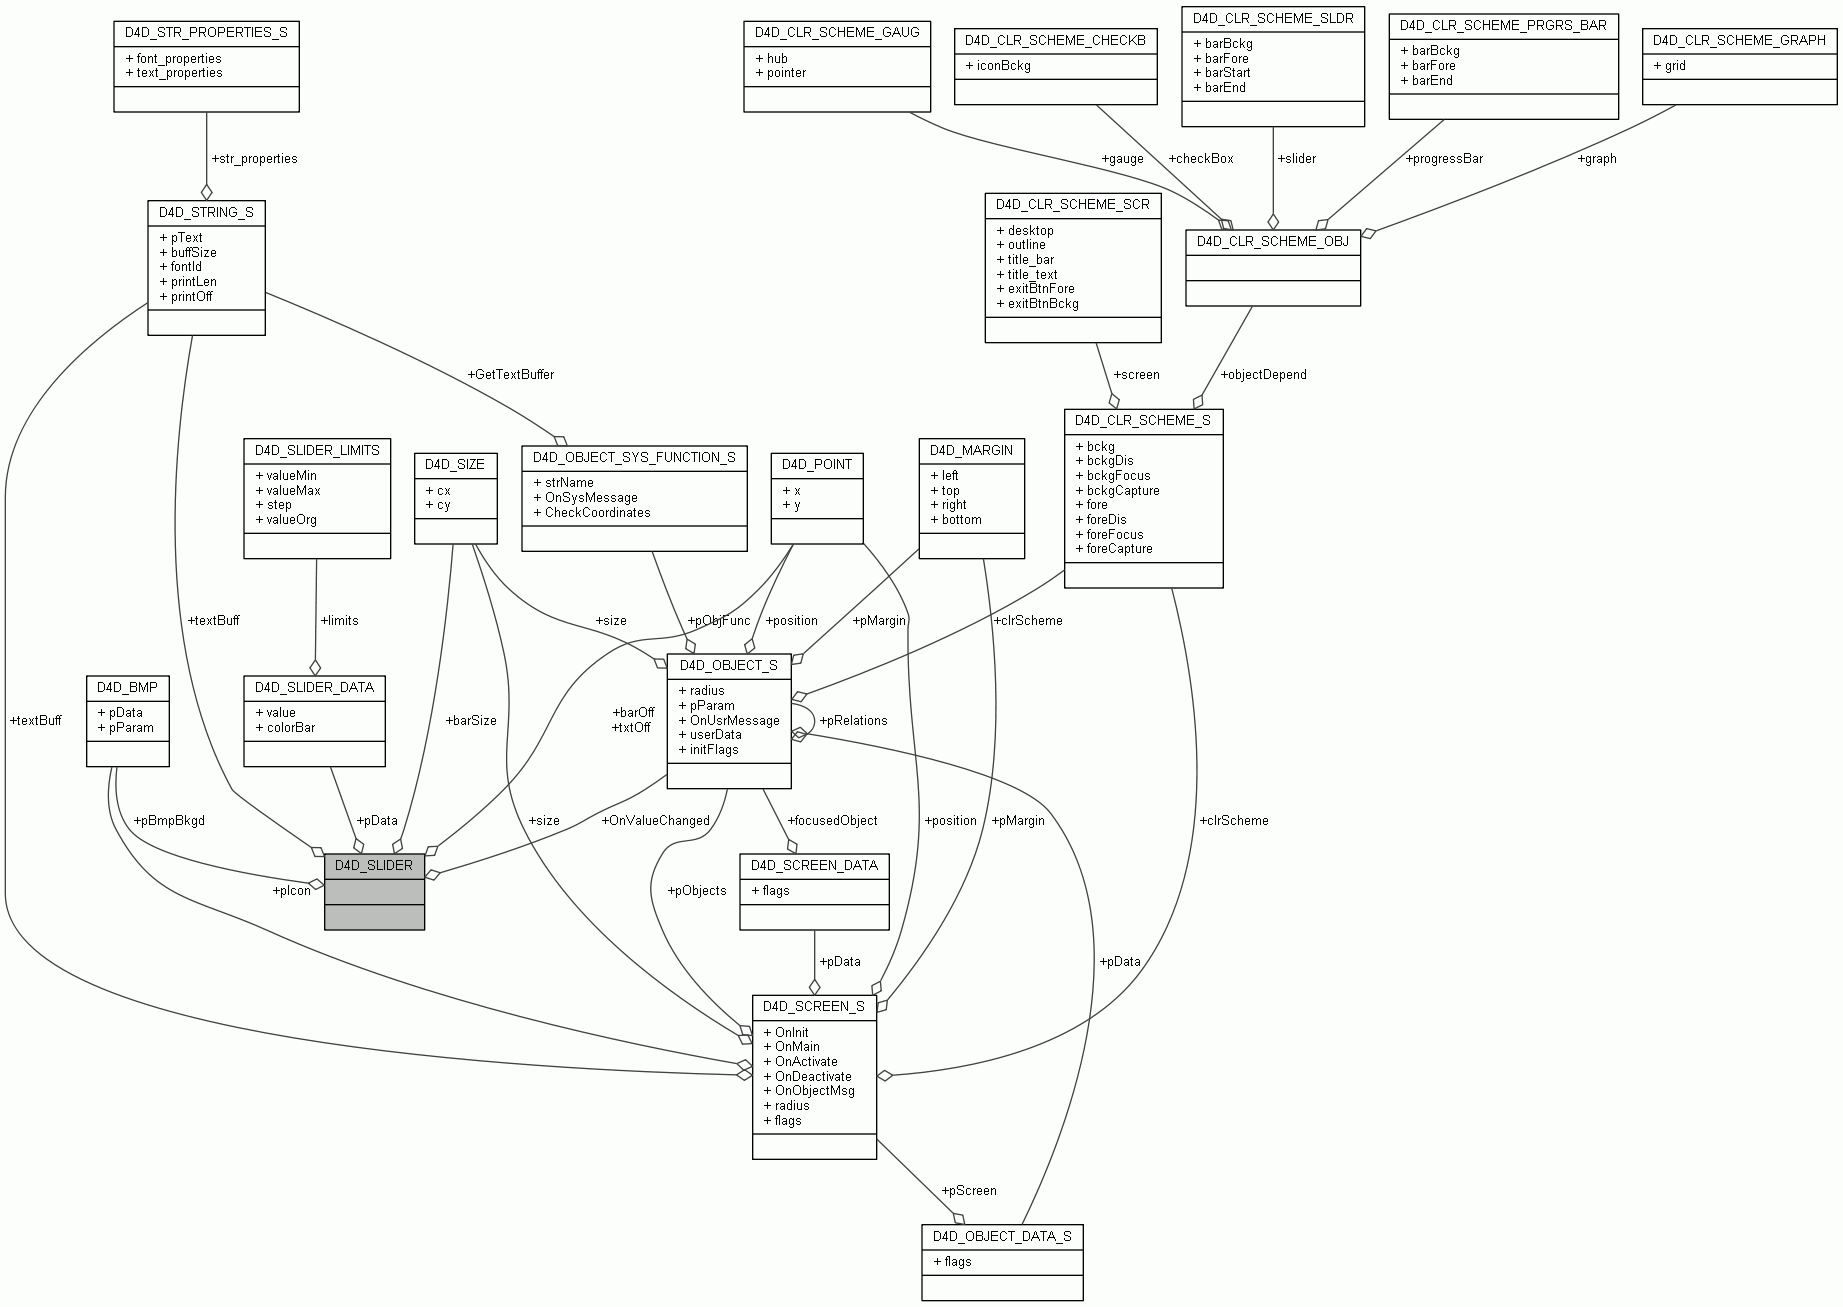 D4D_STR_PROPERTIES_S
+ font_properties
+ text_properties
D4D_CLR_SCHEME_GAUG
+ hub
+ pointer
D4D_CLR_SCHEME_CHECKB
+ iconBckg
D4D_CLR_SCHEME_SLDR
+ barBckg
+ barFore
+ barStart
+ barEnd
D4D_CLR_SCHEME_PRGRS_BAR
+ barBckg
+ barFore
+ barEnd
D4D_CLR_SCHEME_GRAPH
+ grid
+str_properties
+gauge
+checkBox
+slider
+progressBar
+graph
D4D_STRING_S
+ pText
+ buffSize
+ fontId
+ printLen
+ printOff
D4D_CLR_SCHEME_SCR
+ desktop
+ outline
+ title_bar
+ title_text
+ exitBtnFore
+ exitBtnBckg
D4D_CLR_SCHEME_OBJ
+GetTextBuffer
+screen
+objectDepend
D4D_SLIDER_LIMITS
+ valueMin
+ valueMax
+ step
+ valueOrg
D4D_SIZE
+ cx
+ cy
D4D_OBJECT_SYS_FUNCTION_S
+ strName
+ OnSysMessage
+ CheckCoordinates
D4D_POINT
+ x
+ y
D4D_MARGIN
+ left
+ top
+ right
+ bottom
D4D_CLR_SCHEME_S
+ bckg
+ bckgDis
+ bckgFocus
+ bckgCapture
+ fore
+ foreDis
+ foreFocus
+ foreCapture
+textBuff
+limits
+size
+pObjFunc
+position
+pMargin
+clrScheme
D4D_BMP
+ pData
+ pParam
D4D_SLIDER_DATA
+ value
+ colorBar
D4D_OBJECT_S
+ radius
+ pParam
+ OnUsrMessage
+ userData
+ initFlags
+textBuff
+barSize
+barOff
+txtOff
+pRelations
+pBmpBkgd
+pData
+size
+OnValueChanged
+focusedObject
+position
+pMargin
+clrScheme
D4D_SLIDER
+pIcon
+pObjects
D4D_SCREEN_DATA
+ flags
+pData
+pData
D4D_SCREEN_S
+ OnInit
+ OnMain
+ OnActivate
+ OnDeactivate
+ OnObjectMsg
+ radius
+ flags
+pScreen
D4D_OBJECT_DATA_S
+ flags